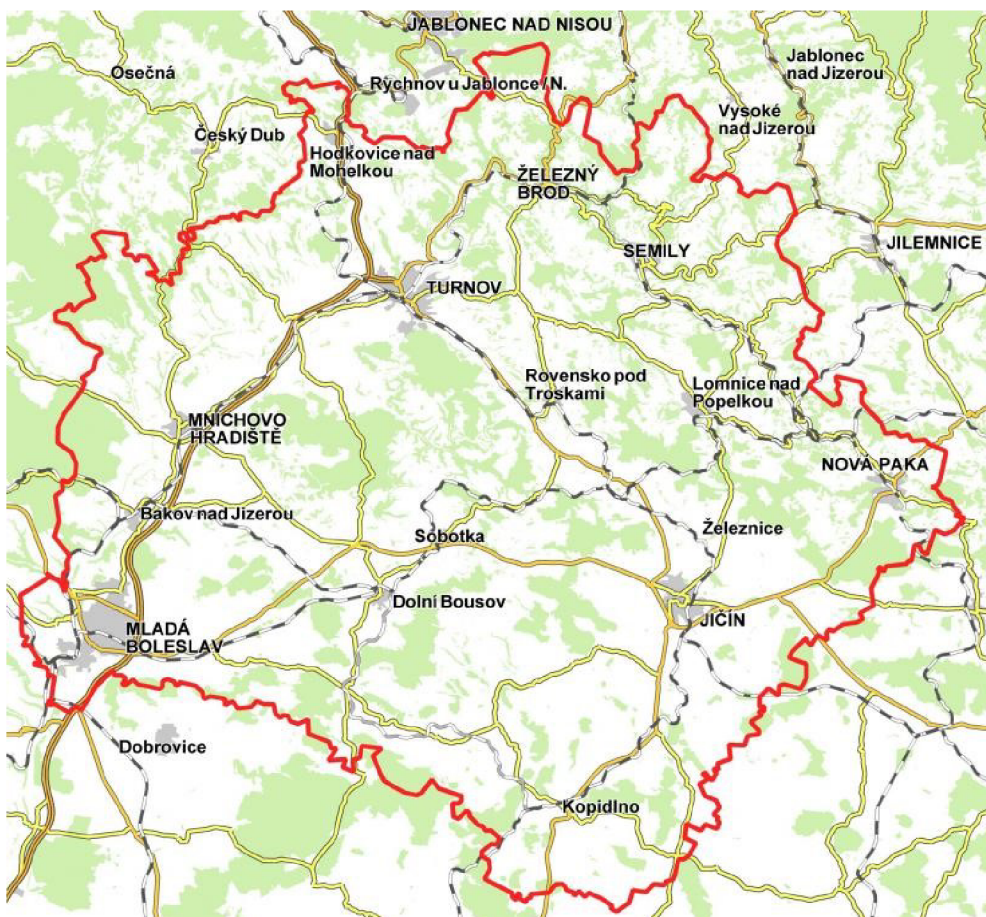 JABLONEC NAD NISOU
Osečná
Jablonec
nad Jizerou
Rychnov u Jablonce / N.
Vysoké
nad Jizerou
Český Dub
Hodkovice nad
Mohelkou
ŽELEZNÝ
BROD
SEMILY
JILEMNICE
TURNOV
Rovensko pod
Troskami
Lomnice nad
Popelkou
MNICHOVO
HRADIŠTĚ
NOVÁ PAKA
Bakov nad Jizerou
Železnice
Sobotka
Dolní Bousov
JIČÍN
MLADÁ
BOLESLAV
Dobrovice
Kopidlno